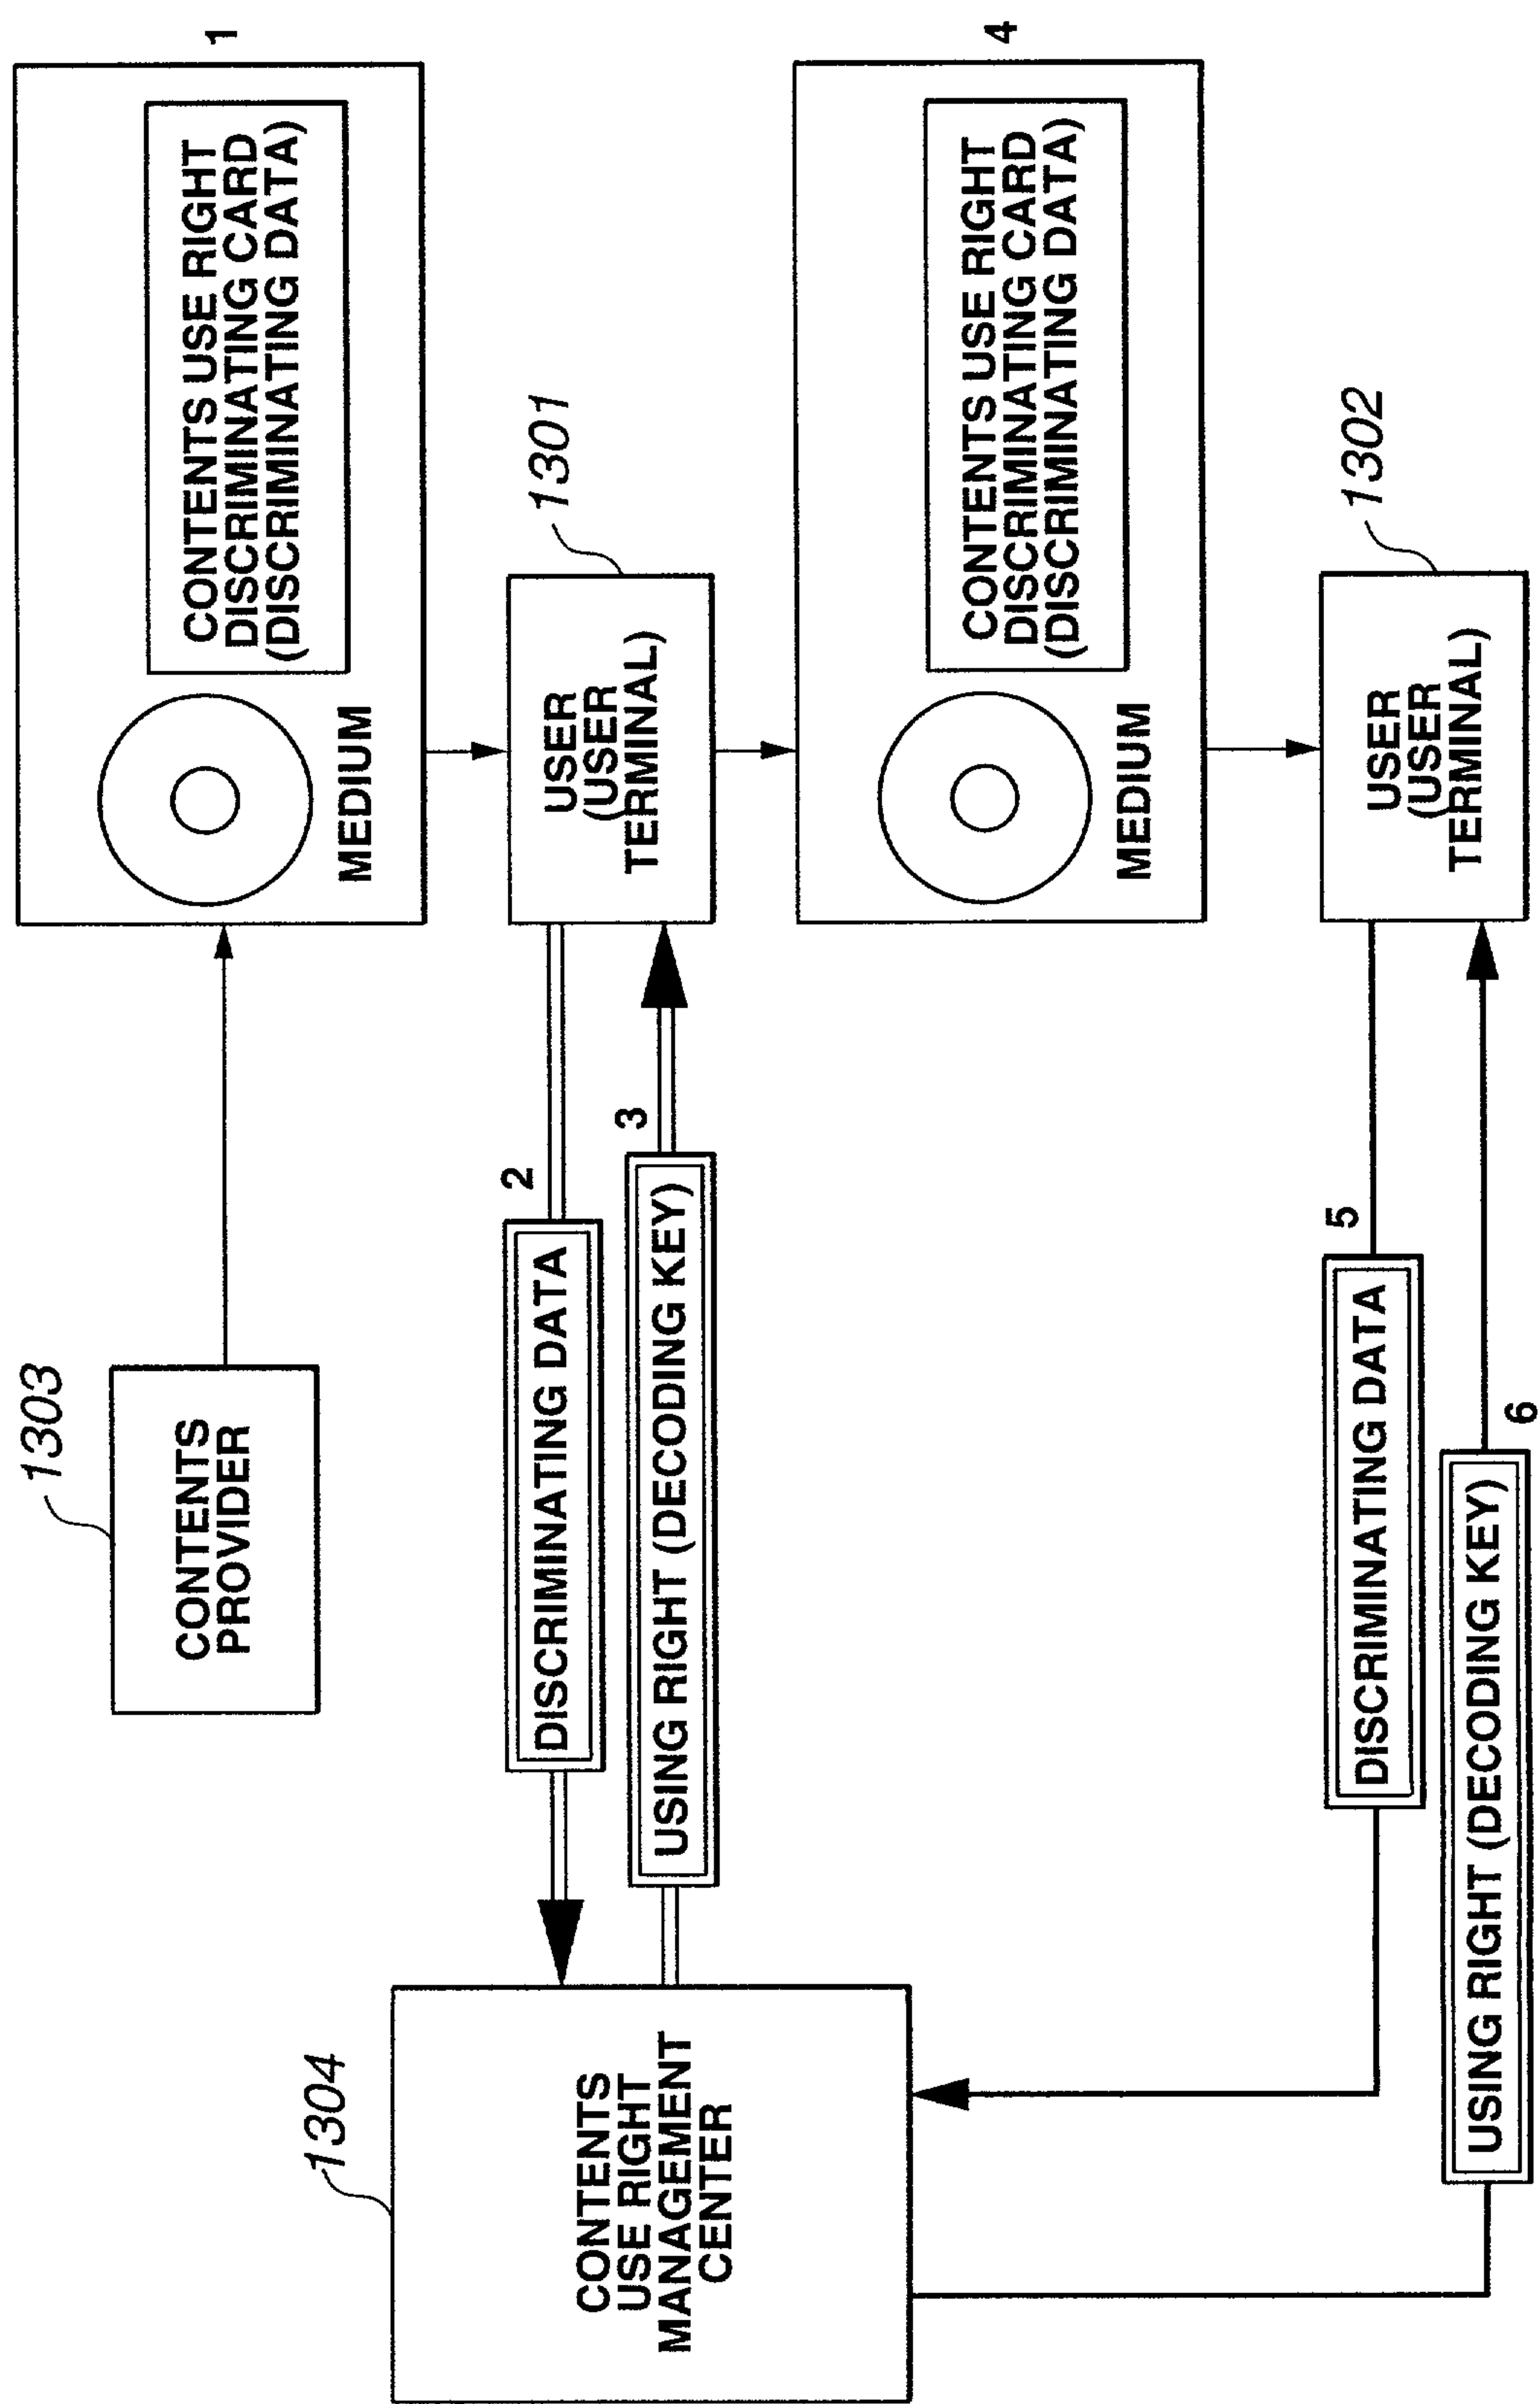 1303
CONTENTS
PROVIDER
1
MEDIUM
CONTENTS USE RIGHT
DISCRIMINATING CARD
(DISCRIMINATING DATA)
1304
CONTENTS
USE RIGHT
MANAGEMENT
CENTER
DISCRIMINATING DATA
2
USING RIGHT (DECODING KEY)
3
1301
USER
(USER
TERMINAL)
4
MEDIUM
CONTENTS USE RIGHT
DISCRIMINATING CARD
(DISCRIMINATING DATA)
DISCRIMINATING DATA
5
USING RIGHT (DECODING KEY)
6
1302
USER
(USER
TERMINAL)